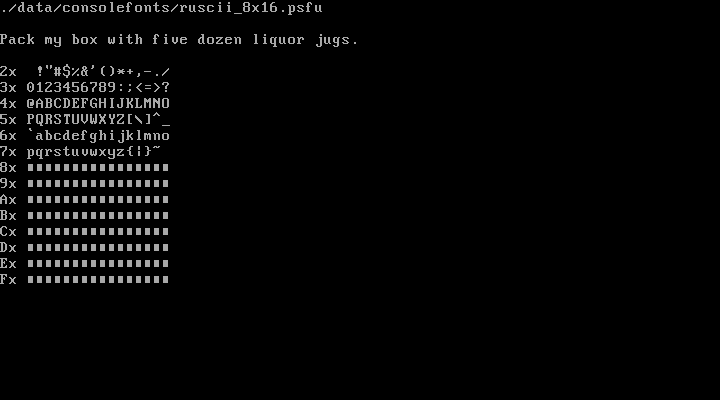 ./data/consolefonts/ruscii_8x16.psfu
Pack my box with five dozen liquor jugs.
2x  !"#$%&'()*+,-./
3x 0123456789:;<=>?
4x @ABCDEFGHIJKLMNO
5x PQRSTUVWXYZ[\]^_
6x `abcdefghijklmno
7x pqrstuvwxyz{|}~
8x ▮▮▮▮▮▮▮▮▮▮▮▮▮▮▮▮
9x ▮▮▮▮▮▮▮▮▮▮▮▮▮▮▮▮
Ax ▮▮▮▮▮▮▮▮▮▮▮▮▮▮▮▮
Bx ▮▮▮▮▮▮▮▮▮▮▮▮▮▮▮▮
Cx ▮▮▮▮▮▮▮▮▮▮▮▮▮▮▮▮
Dx ▮▮▮▮▮▮▮▮▮▮▮▮▮▮▮▮
Ex ▮▮▮▮▮▮▮▮▮▮▮▮▮▮▮▮
Fx ▮▮▮▮▮▮▮▮▮▮▮▮▮▮▮▮